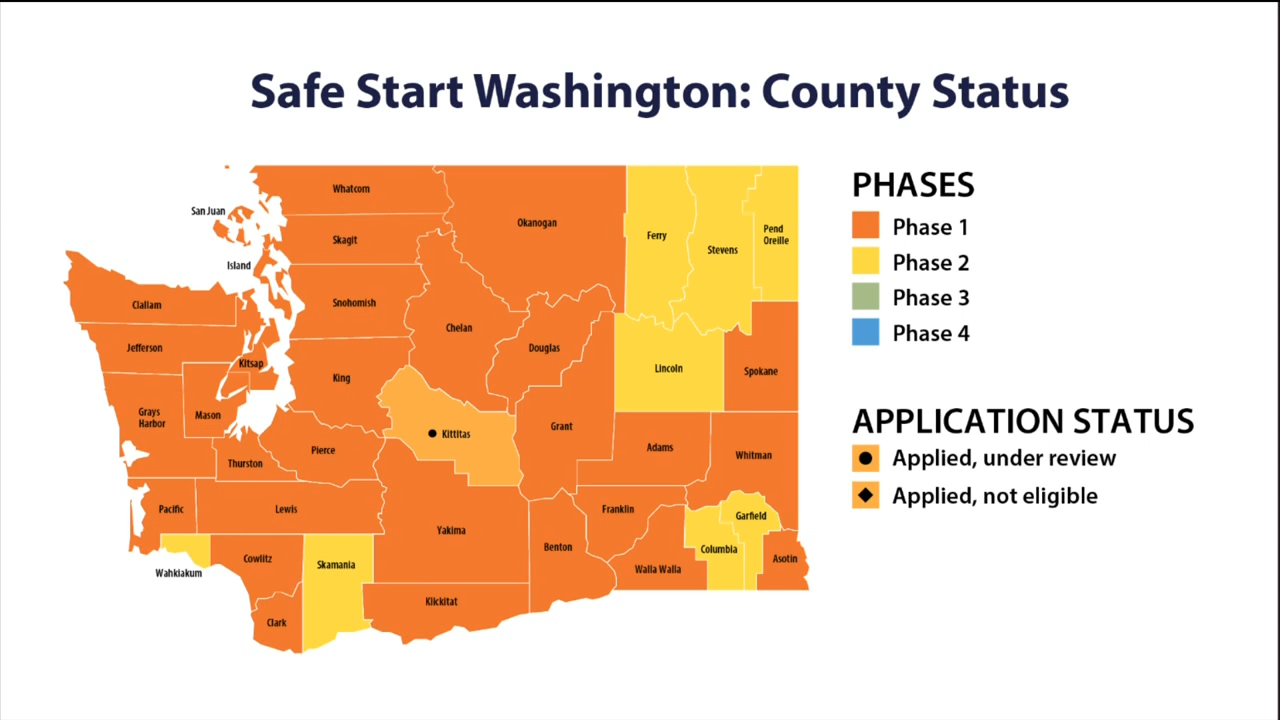 Safe Start Washington: County Status
Whatcom
San Juan
Skagit
Okanogan
Ferry
Stevens
Pend
Oreille
Island
Clallam
Snohomish
Chelan
Douglas
Jefferson
Kitsap
King
Lincoln
Spokane
Grays
Harbor
Mason
Kittitas
Grant
Adams
Whitman
Thurston
Pierce
Pacific
Lewis
Yakima
Franklin
Garfield
Benton
Columbia
Asotin
Wahkiakum
Cowlitz
Skamania
Walla Walla
Klickitat
Clark
PHASES
Phase 1
Phase 2
Phase 3
Phase 4
APPLICATION STATUS
Applied, under review
Applied, not eligible